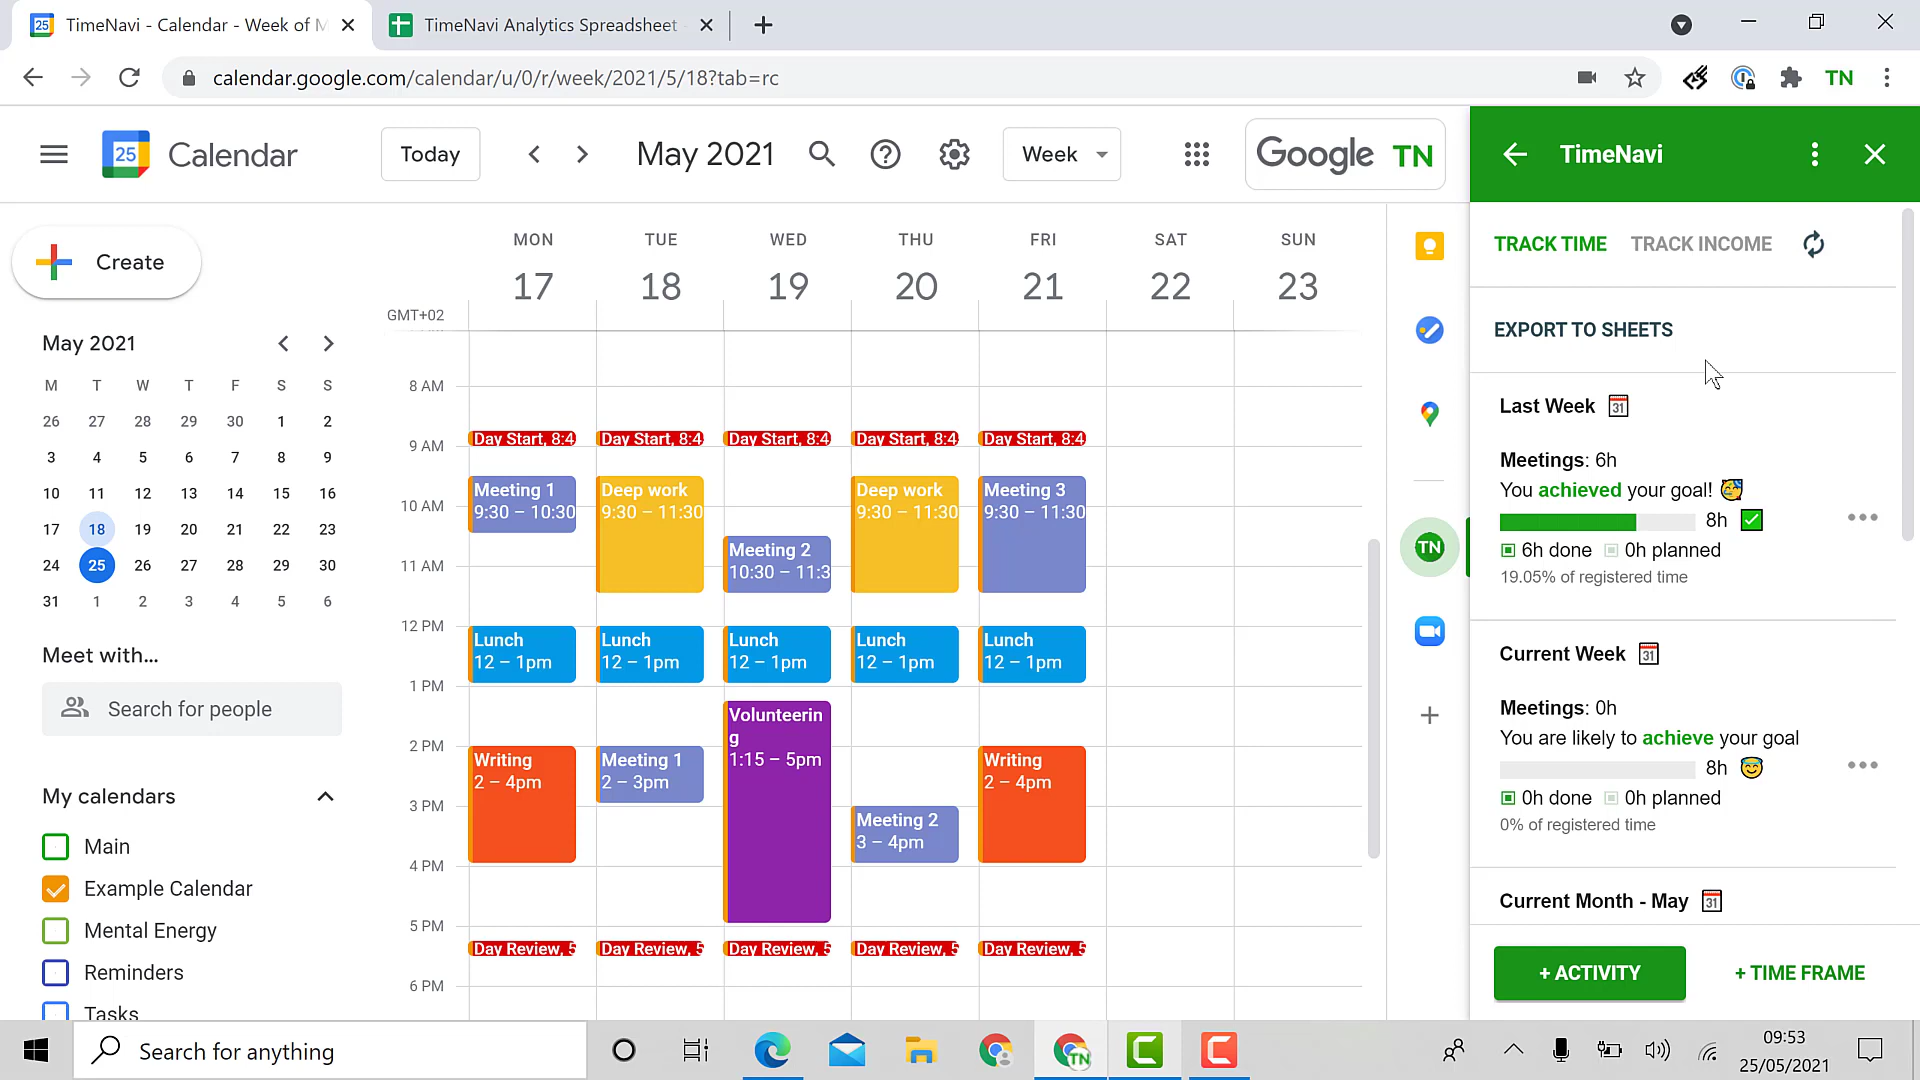 TimeNavi - Calendar - Week of M
TimeNavi Analytics Spreadsheet
calendar.google.com/calendar/u/0/r/week/2021/5/18?tab=rc
TN
25
Calendar
Today
May 2021
Week
Google TN
TimeNavi
Create
MON
TUE
WED
THU
FRI
SAT
SUN
17
18
19
20
21
22
23
GMT+02
TRACK TIME
TRACK INCOME
EXPORT TO SHEETS
May 2021
M T W T F S S
26 27 28 29 30 1 2
3 4 5 6 7 8 9
10 11 12 13 14 15 16
17 18 19 20 21 22 23
24 25 26 27 28 29 30
31 1 2 3 4 5 6
Meet with...
Search for people
My calendars
Main
Example Calendar
Mental Energy
Reminders
Tasks
8 AM
9 AM
10 AM
11 AM
12 PM
1 PM
2 PM
3 PM
4 PM
5 PM
6 PM
Day Start, 8:4
Day Start, 8:4
Day Start, 8:4
Day Start, 8:4
Day Start, 8:4
Meeting 1
9:30 – 10:30
Deep work
9:30 – 11:30
Meeting 2
10:30 – 11:3
Deep work
9:30 – 11:30
Meeting 3
9:30 – 11:30
Lunch
12 – 1pm
Lunch
12 – 1pm
Lunch
12 – 1pm
Lunch
12 – 1pm
Lunch
12 – 1pm
Writing
2 – 4pm
Meeting 1
2 – 3pm
Volunteerin
g
1:15 – 5pm
Meeting 2
3 – 4pm
Writing
2 – 4pm
Day Review, 5
Day Review, 5
Day Review, 5
Day Review, 5
Day Review, 5
TN
Last Week 31
Meetings: 6h
You achieved your goal!
8h
6h done 0h planned
19.05% of registered time
Current Week 31
Meetings: 0h
You are likely to achieve your goal
8h
0h done 0h planned
0% of registered time
Current Month - May 31
+ ACTIVITY
+ TIME FRAME
Search for anything
TN
09:53
25/05/2021